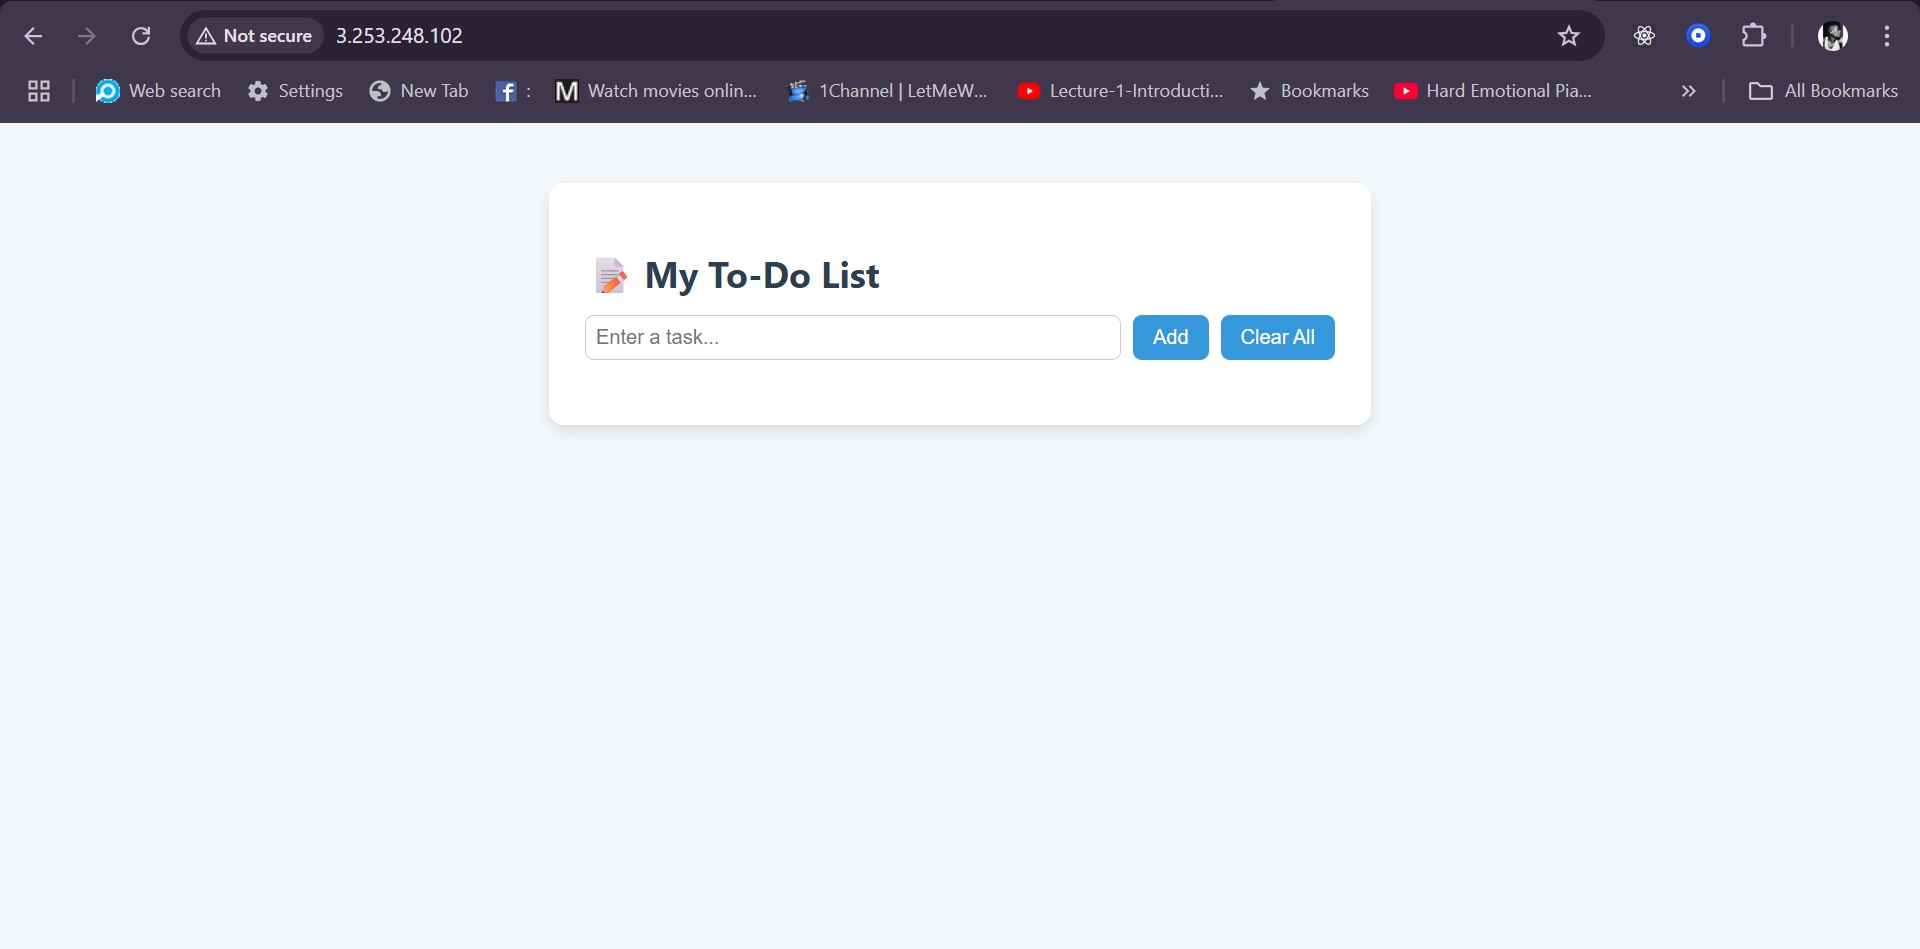 Not secure 3.253.248.102
Web search Settings New Tab f : M Watch movies onlin... 1Channel | LetMeW... Lecture-1-Introducti... Bookmarks Hard Emotional Pia... » All Bookmarks
My To-Do List
Enter a task... Add Clear All